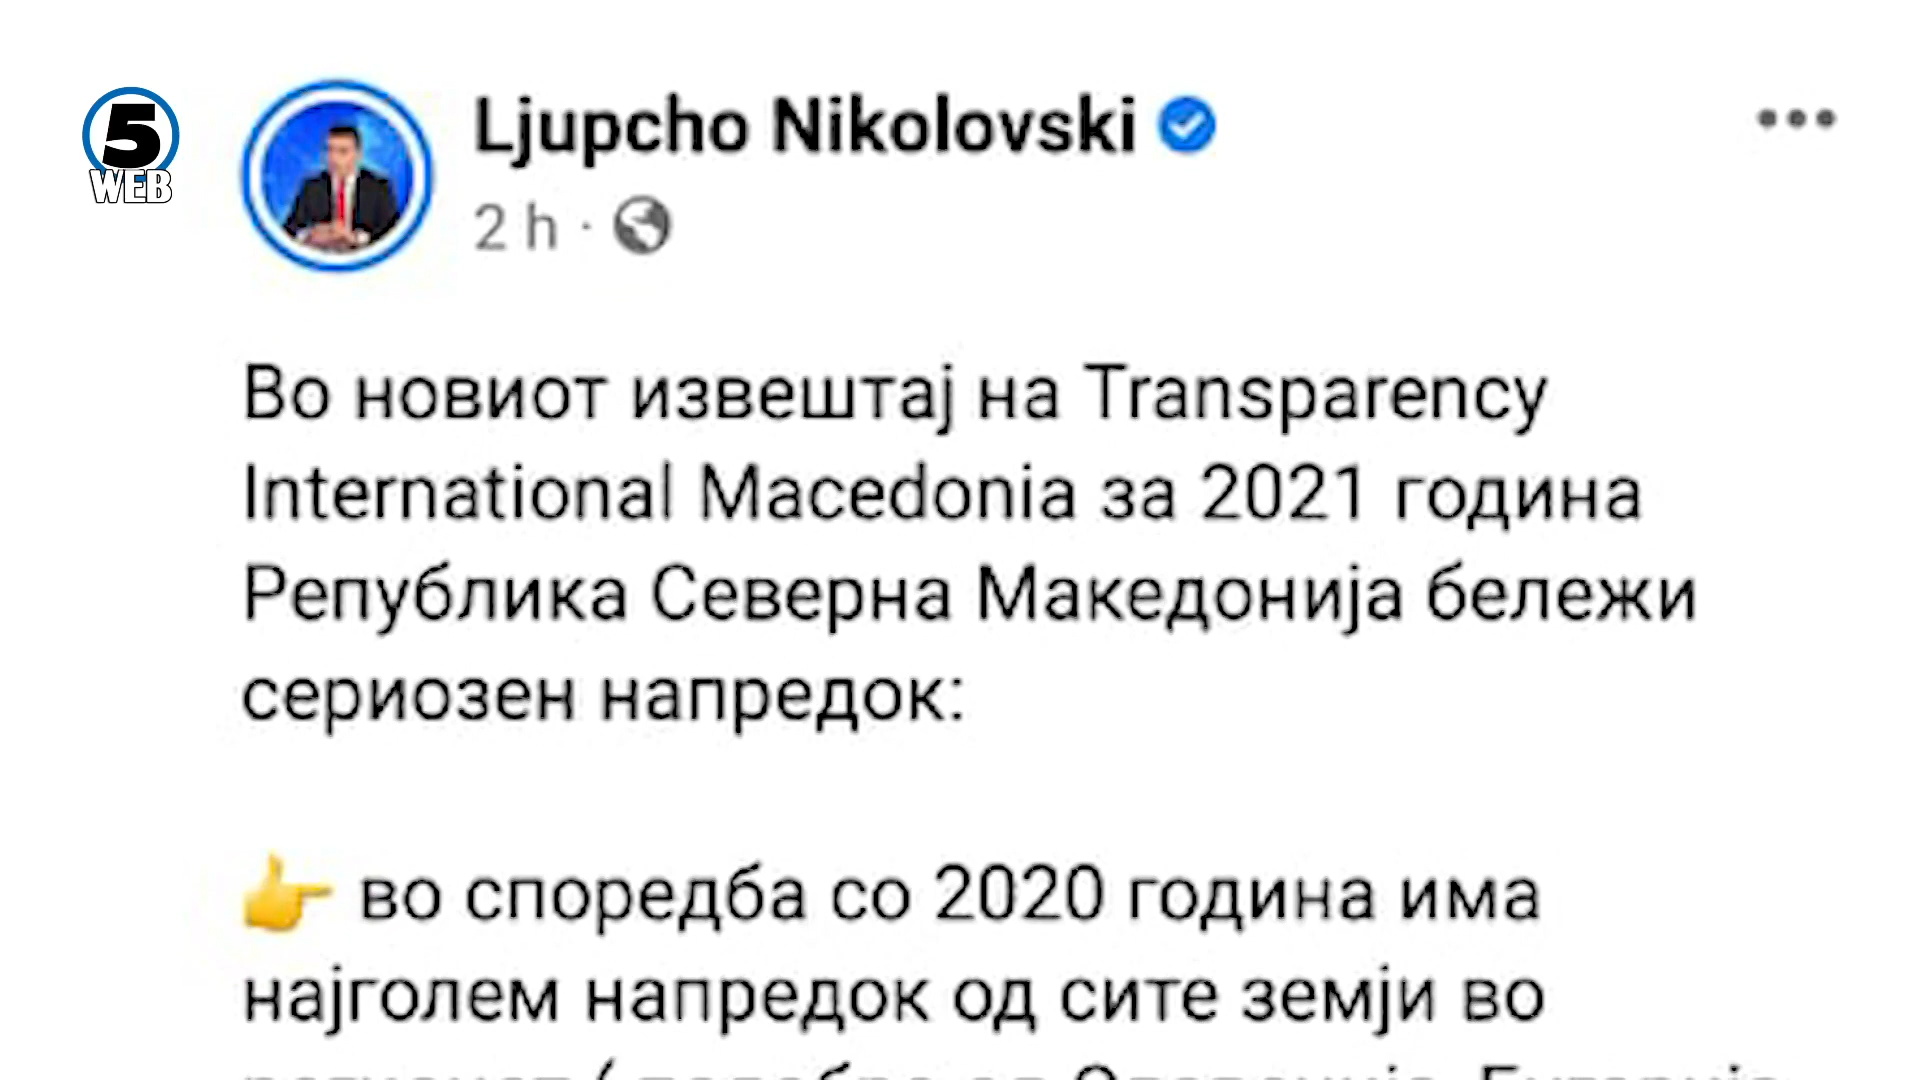 5
WEB
Ljupcho Nikolovski
2 h ·
Во новиот извештај на Transparency
International Macedonia за 2021 година
Република Северна Македонија бележи
сериозен напредок:
👉 во споредба со 2020 година има
најголем напредок од сите земји во